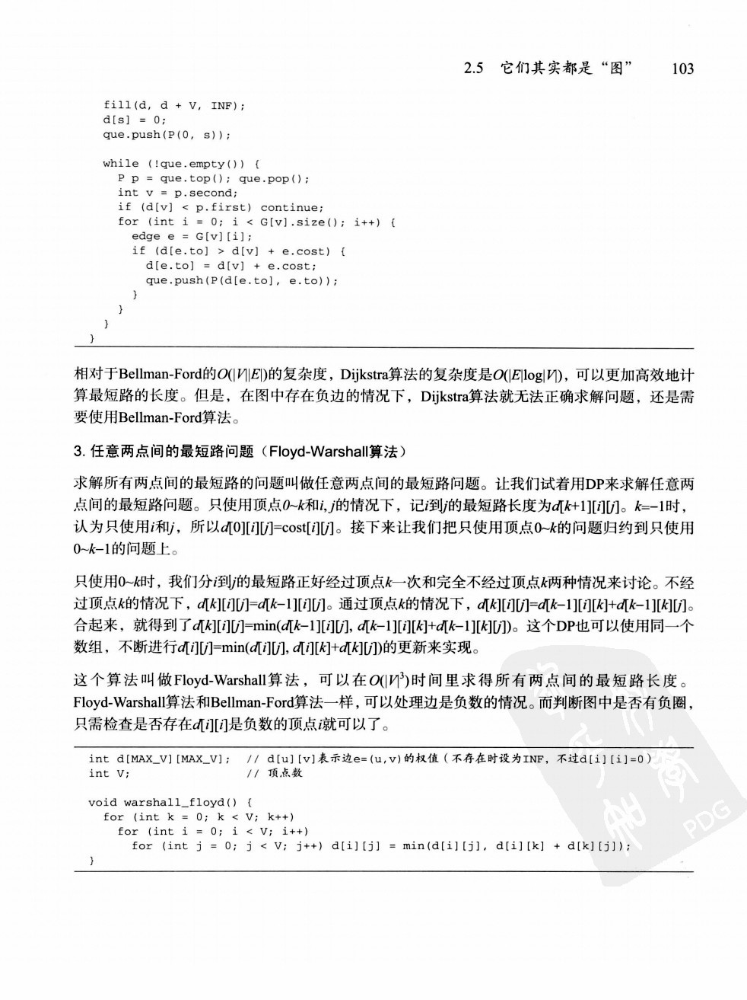 2.5 它们其实都是“图” 103
fill(d, d + V, INF);
d[s] = 0;
que.push(P(0, s));
while (!que.empty()) {
P p = que.top(); que.pop();
int v = p.second;
if (d[v] < p.first) continue;
for (int i = 0; i < G[v].size(); i++) {
edge e = G[v][i];
if (d[e.to] > d[v] + e.cost) {
d[e.to] = d[v] + e.cost;
que.push(P(d[e.to], e.to));
}
}
}
}
相对于Bellman-Ford的O(|V||E|)的复杂度，Dijkstra算法的复杂度是O(|E|log|V|)，可以更加高效地计
算最短路的长度。但是，在图中存在负边的情况下，Dijkstra算法就无法正确求解问题，还是需
要使用Bellman-Ford算法。
3. 任意两点间的最短路问题（Floyd-Warshall算法）
求解所有两点间的最短路的问题叫做任意两点间的最短路问题。让我们试着用DP来求解任意两
点间的最短路问题。只使用顶点0~k和i, j的情况下，记i到j的最短路长度为d[k+1][i][j]。k=−1时，
认为只使用i和j，所以d[0][i][j]=cost[i][j]。接下来让我们把只使用顶点0~k的问题归约到只使用
0~k−1的问题上。
只使用0~k时，我们分i到j的最短路正好经过顶点k一次和完全不经过顶点k两种情况来讨论。不经
过顶点k的情况下，d[k][i][j]=d[k−1][i][j]。通过顶点k的情况下，d[k][i][j]=d[k−1][i][k]+d[k−1][k][j]。
合起来，就得到了d[k][i][j]=min(d[k−1][i][j], d[k−1][i][k]+d[k−1][k][j])。这个DP也可以使用同一个
数组，不断进行d[i][j]=min(d[i][j], d[i][k]+d[k][j])的更新来实现。
这个算法叫做Floyd-Warshall算法，可以在O(|V|³)时间里求得所有两点间的最短路长度。
Floyd-Warshall算法和Bellman-Ford算法一样，可以处理边是负数的情况。而判断图中是否有负圈，
只需检查是否存在d[i][i]是负数的顶点i就可以了。
int d[MAX_V][MAX_V]; // d[u][v]表示边e=(u,v)的权值（不存在时设为INF，不过d[i][i]=0）
int V; // 顶点数
void warshall_floyd() {
for (int k = 0; k < V; k++)
for (int i = 0; i < V; i++)
for (int j = 0; j < V; j++) d[i][j] = min(d[i][j], d[i][k] + d[k][j]);
}
PDG